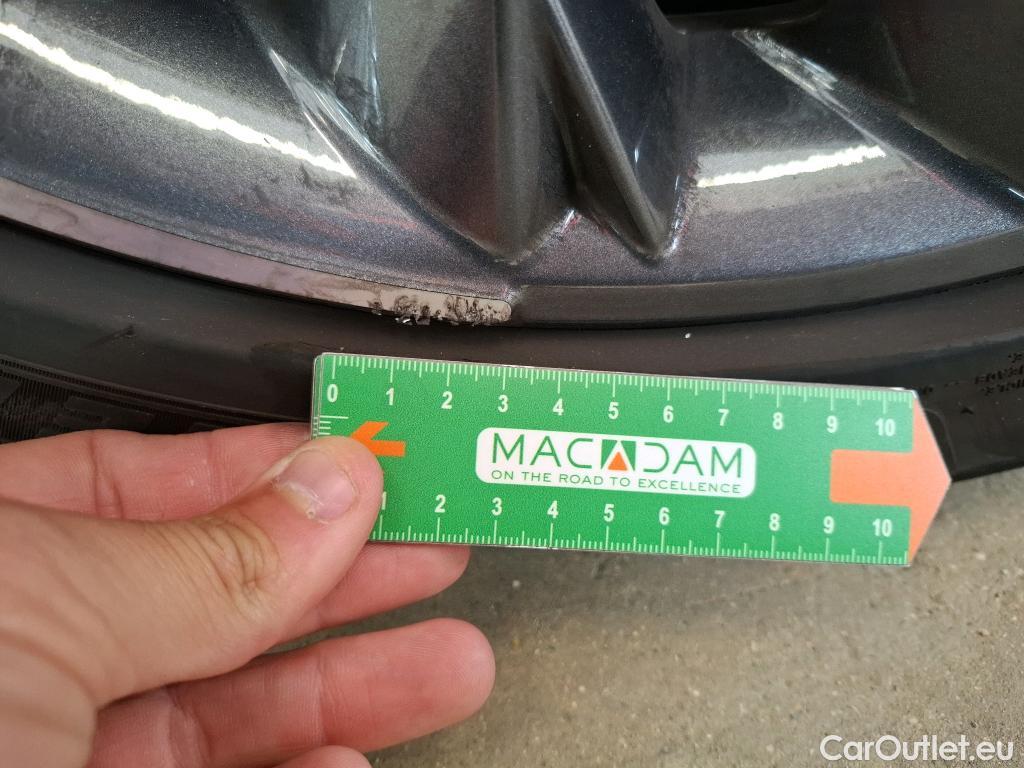 0 1 2 3 4 5 6 7 8 9 10
MACADAM
ON THE ROAD TO EXCELLENCE
1 2 3 4 5 6 7 8 9 10
CarOutlet.eu